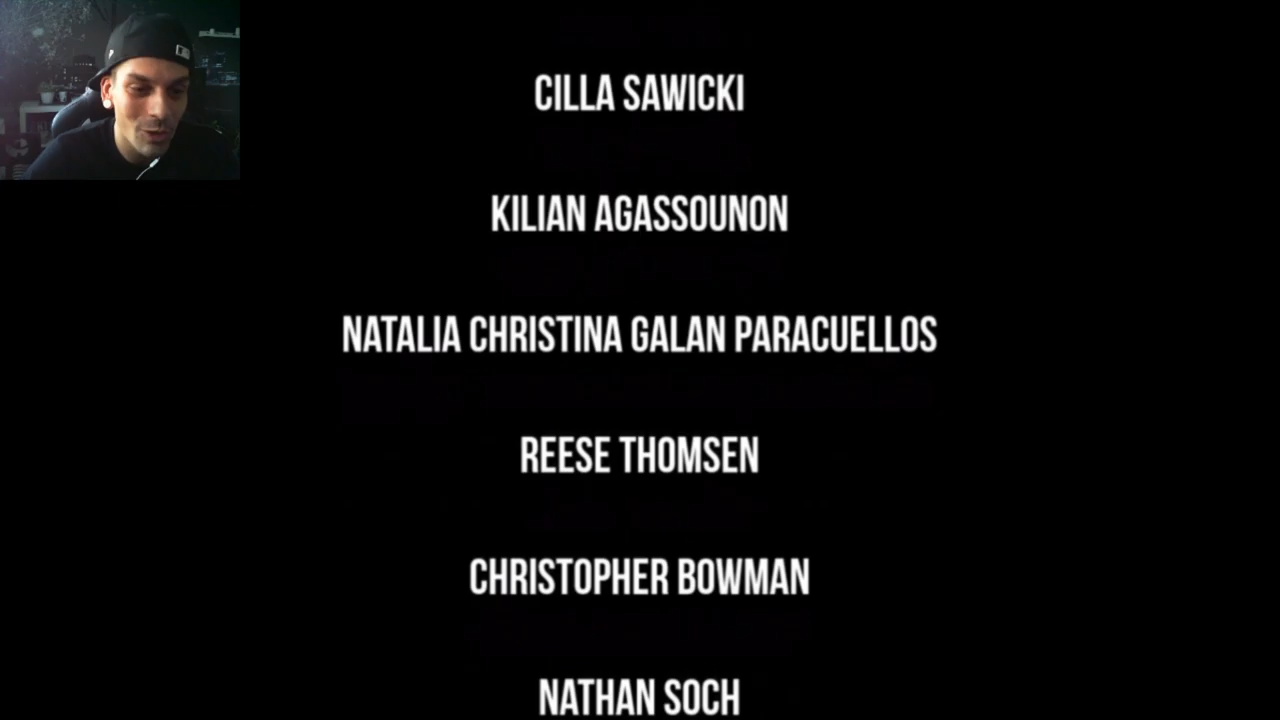 CILLA SAWICKI
KILIAN AGASSOUNON
NATALIA CHRISTINA GALAN PARACUELLOS
REESE THOMSEN
CHRISTOPHER BOWMAN
NATHAN SOCH